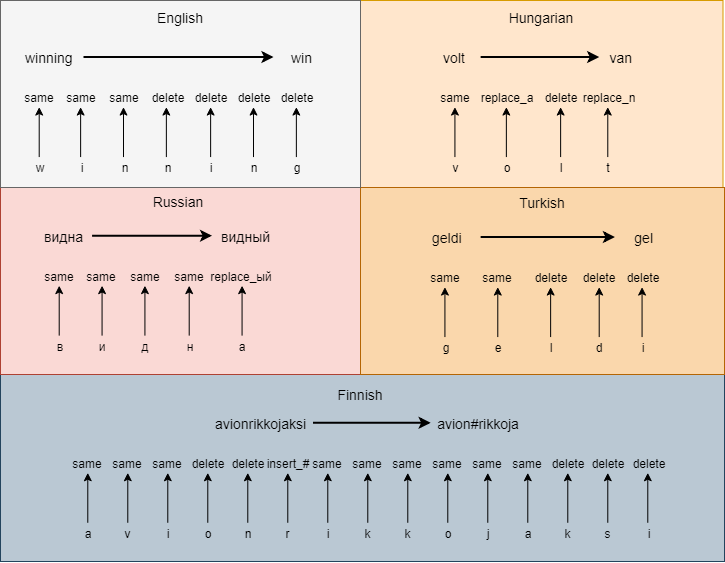 English
winning win
same same same delete delete delete delete
w i n n i n g
Hungarian
volt van
same replace_a delete replace_n
v o l t
Russian
видна видный
same same same same replace_ый
в и д н а
Turkish
geldi gel
same same delete delete delete
g e l d i
Finnish
avionrikkojaksi avion#rikkoja
same same same delete delete insert_# same same same same same same delete delete delete
a v i o n r i k k o j a k s i